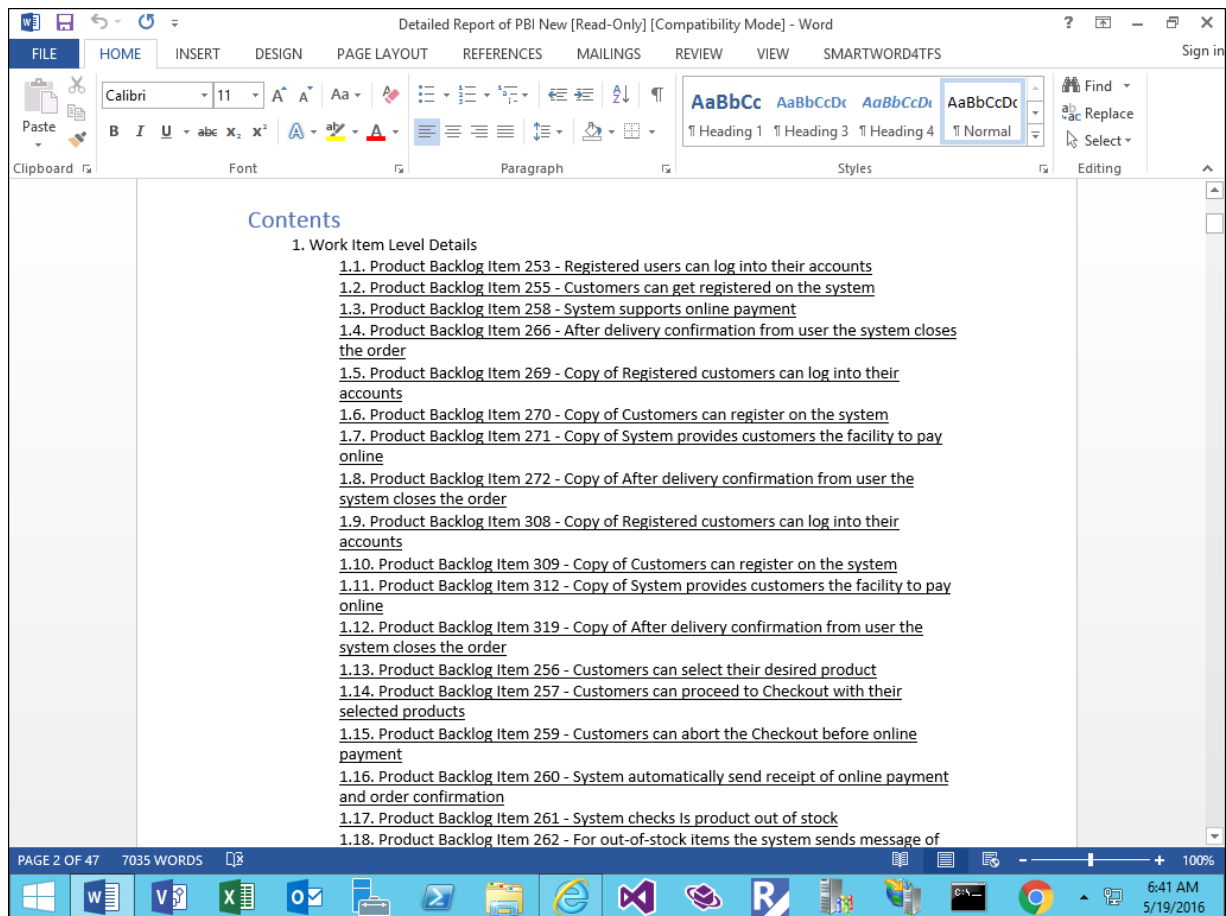 Detailed Report of PBI New [Read-Only] [Compatibility Mode] - Word
FILE HOME INSERT DESIGN PAGE LAYOUT REFERENCES MAILINGS REVIEW VIEW SMARTWORD4TFS Sign in
Calibri 11 Aa
AaBbCc AaBbCcDc AaBbCcDt AaBbCcDc
Find
Replace
Select
Paste
B I U abc x₂ x² A aby A
¶ Heading 1 ¶ Heading 3 ¶ Heading 4 ¶ Normal
Clipboard Font Paragraph Styles Editing
Contents
1. Work Item Level Details
1.1. Product Backlog Item 253 - Registered users can log into their accounts
1.2. Product Backlog Item 255 - Customers can get registered on the system
1.3. Product Backlog Item 258 - System supports online payment
1.4. Product Backlog Item 266 - After delivery confirmation from user the system closes
the order
1.5. Product Backlog Item 269 - Copy of Registered customers can log into their
accounts
1.6. Product Backlog Item 270 - Copy of Customers can register on the system
1.7. Product Backlog Item 271 - Copy of System provides customers the facility to pay
online
1.8. Product Backlog Item 272 - Copy of After delivery confirmation from user the
system closes the order
1.9. Product Backlog Item 308 - Copy of Registered customers can log into their
accounts
1.10. Product Backlog Item 309 - Copy of Customers can register on the system
1.11. Product Backlog Item 312 - Copy of System provides customers the facility to pay
online
1.12. Product Backlog Item 319 - Copy of After delivery confirmation from user the
system closes the order
1.13. Product Backlog Item 256 - Customers can select their desired product
1.14. Product Backlog Item 257 - Customers can proceed to Checkout with their
selected products
1.15. Product Backlog Item 259 - Customers can abort the Checkout before online
payment
1.16. Product Backlog Item 260 - System automatically send receipt of online payment
and order confirmation
1.17. Product Backlog Item 261 - System checks Is product out of stock
1.18. Product Backlog Item 262 - For out-of-stock items the system sends message of
PAGE 2 OF 47 7035 WORDS 100%
6:41 AM
5/19/2016